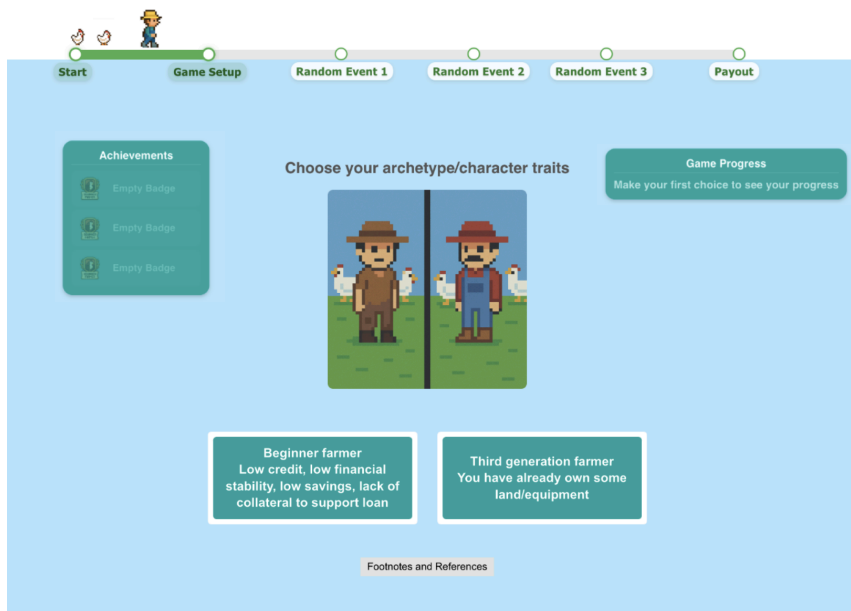 Start
Game Setup
Random Event 1
Random Event 2
Random Event 3
Payout
Achievements
Empty Badge
Empty Badge
Empty Badge
Choose your archetype/character traits
Game Progress
Make your first choice to see your progress
Beginner farmer
Low credit, low financial
stability, low savings, lack of
collateral to support loan
Third generation farmer
You have already own some
land/equipment
Footnotes and References